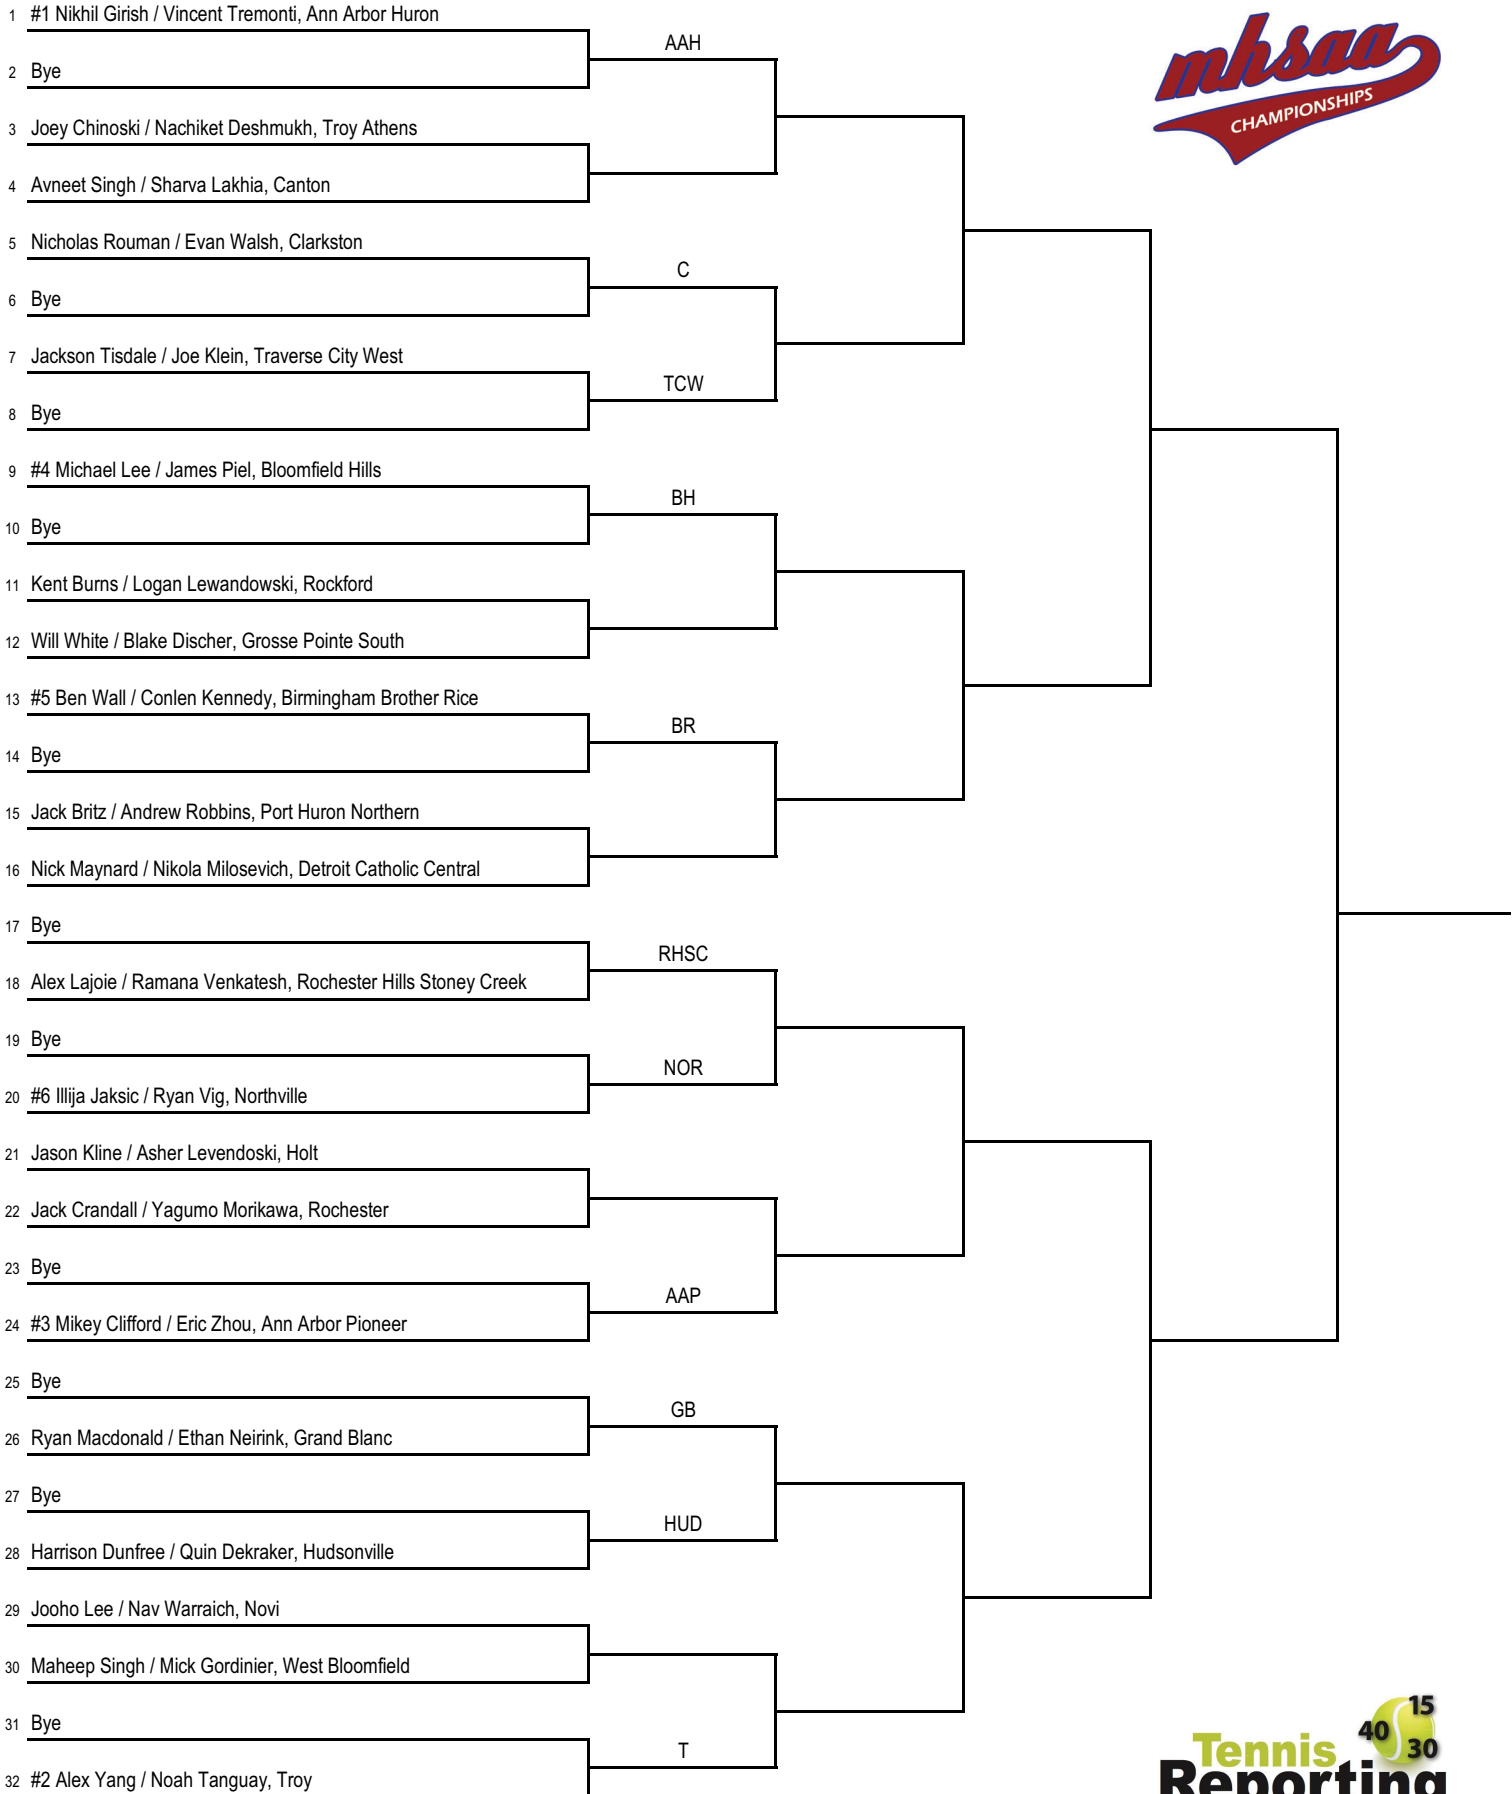 1 #1 Nikhil Girish / Vincent Tremonti, Ann Arbor Huron
AAH
2 Bye
3 Joey Chinoski / Nachiket Deshmukh, Troy Athens
4 Avneet Singh / Sharva Lakhia, Canton
5 Nicholas Rouman / Evan Walsh, Clarkston
C
6 Bye
7 Jackson Tisdale / Joe Klein, Traverse City West
TCW
8 Bye
9 #4 Michael Lee / James Piel, Bloomfield Hills
BH
10 Bye
11 Kent Burns / Logan Lewandowski, Rockford
12 Will White / Blake Discher, Grosse Pointe South
13 #5 Ben Wall / Conlen Kennedy, Birmingham Brother Rice
BR
14 Bye
15 Jack Britz / Andrew Robbins, Port Huron Northern
16 Nick Maynard / Nikola Milosevich, Detroit Catholic Central
17 Bye
RHSC
18 Alex Lajoie / Ramana Venkatesh, Rochester Hills Stoney Creek
19 Bye
NOR
20 #6 Illija Jaksic / Ryan Vig, Northville
21 Jason Kline / Asher Levendoski, Holt
22 Jack Crandall / Yagumo Morikawa, Rochester
23 Bye
AAP
24 #3 Mikey Clifford / Eric Zhou, Ann Arbor Pioneer
25 Bye
GB
26 Ryan Macdonald / Ethan Neirink, Grand Blanc
27 Bye
HUD
28 Harrison Dunfree / Quin Dekraker, Hudsonville
29 Jooho Lee / Nav Warraich, Novi
30 Maheep Singh / Mick Gordinier, West Bloomfield
31 Bye
T
32 #2 Alex Yang / Noah Tanguay, Troy
mhsaa
CHAMPIONSHIPS
15
40
30
Tennis
Reporting